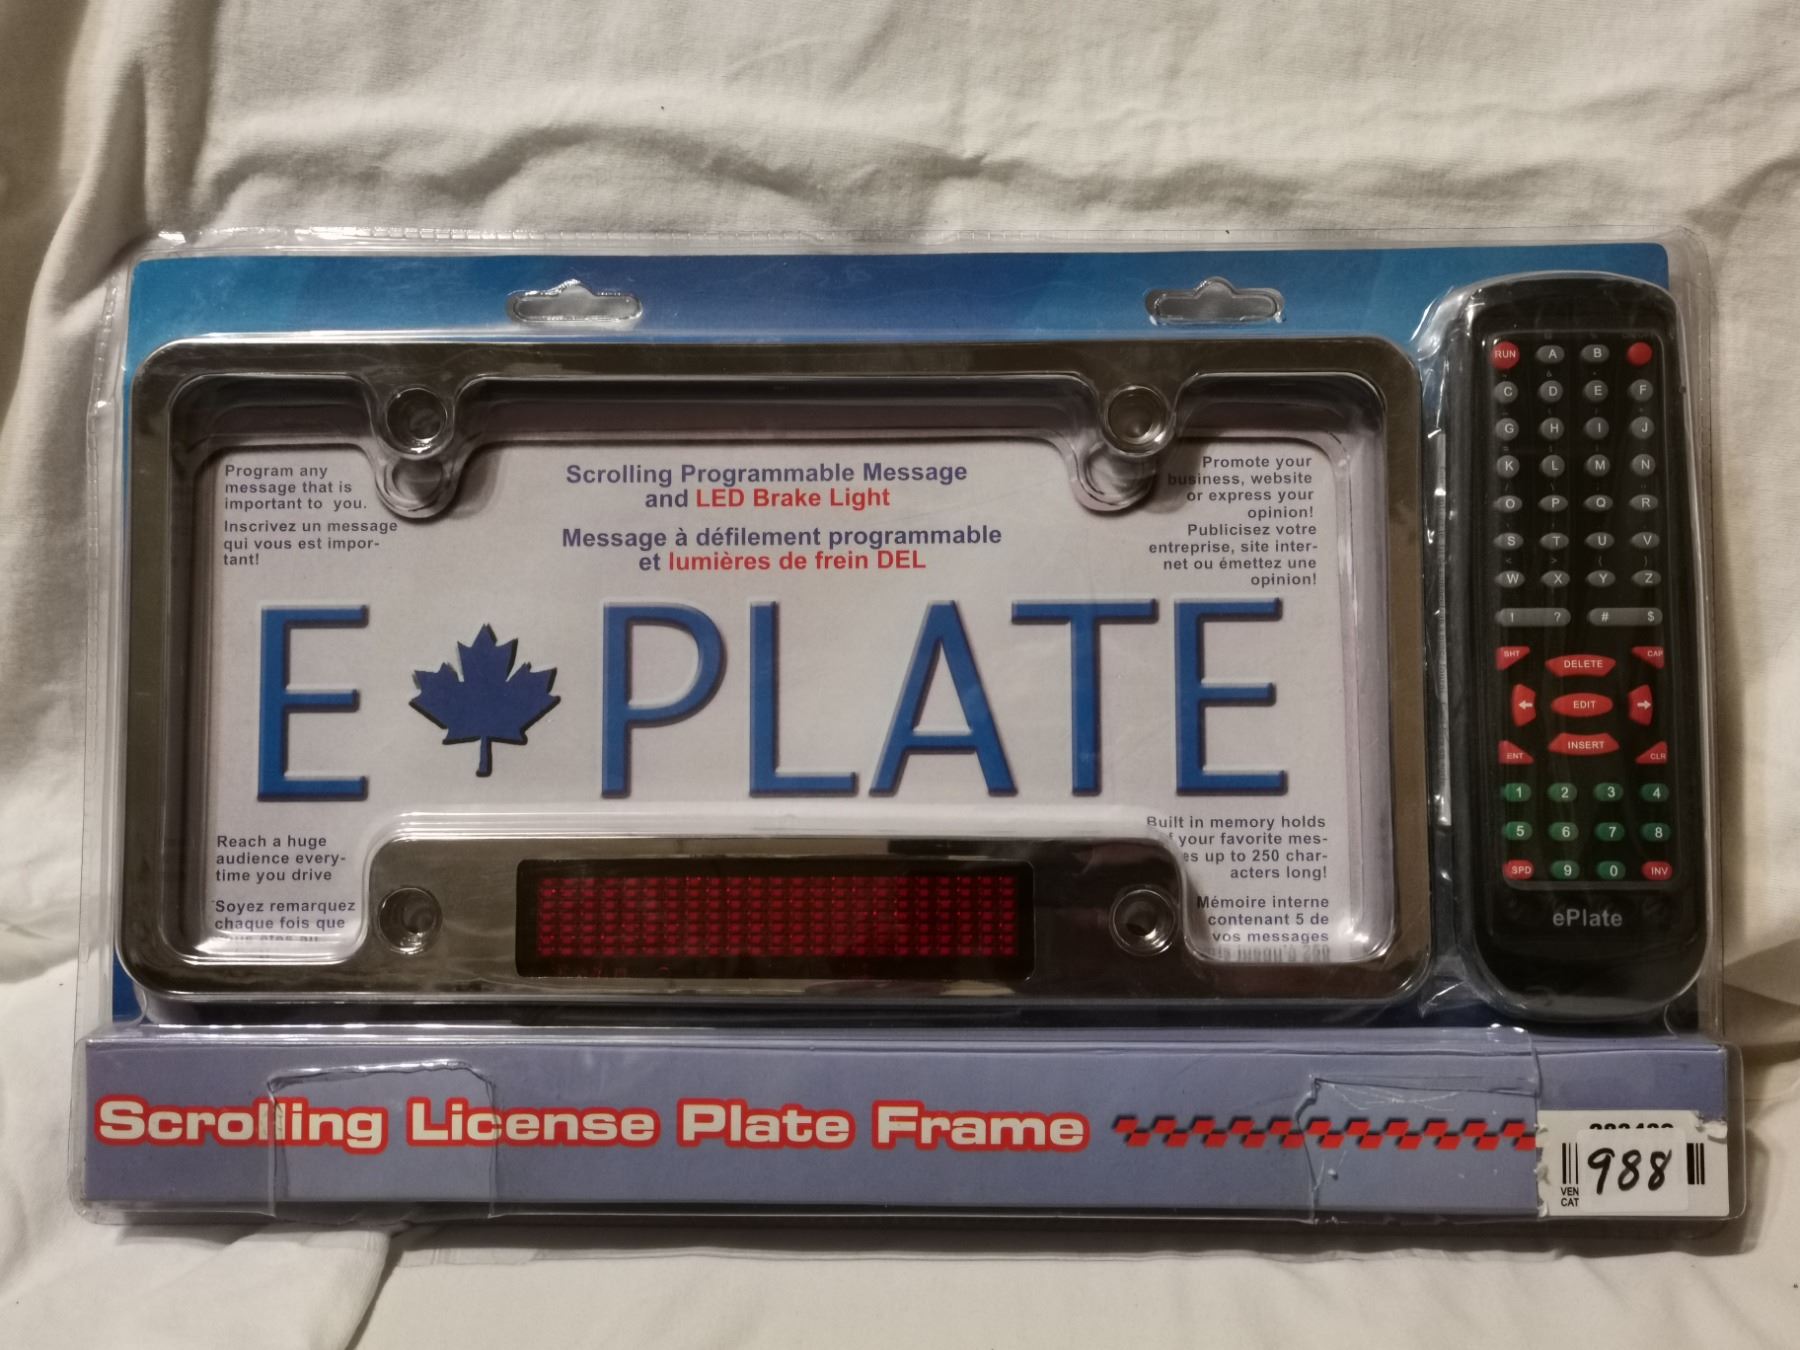 Program any
message that is
important to you.
Inscrivez un message
qui vous est impor-
tant!
Scrolling Programmable Message
and LED Brake Light
Message à défilement programmable
et lumières de frein DEL
Promote your
business, website
or express your
opinion!
Publicisez votre
entreprise, site inter-
net ou émettez une
opinion!
E PLATE
Reach a huge
audience every-
time you drive
Soyez remarquez
chaque fois que
Built in memory holds
your favorite mes-
up to 250 char-
acters long!
Mémoire interne
contenant 5 de
vos messages
RUN A B
C D E F
G H I J
K L M N
O P Q R
S T U V
< > ( )
W X Y Z
! ? # $
SHT DELETE CAP
EDIT
ENT INSERT CLR
1 2 3 4
5 6 7 8
SPD 9 0 INV
ePlate
Scrolling License Plate Frame
988
VEN
CAT